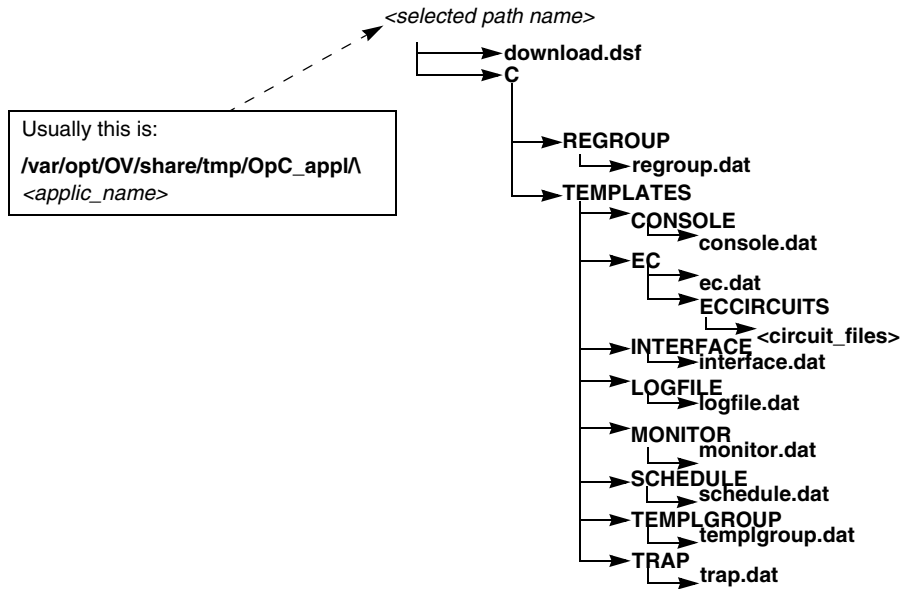 <selected path name>
download.dsf
C
Usually this is:
/var/opt/OV/share/tmp/OpC_appl/\
<applic_name>
REGROUP
regroup.dat
TEMPLATES
CONSOLE
console.dat
EC
ec.dat
ECCIRCUITS
<circuit_files>
INTERFACE
interface.dat
LOGFILE
logfile.dat
MONITOR
monitor.dat
SCHEDULE
schedule.dat
TEMPLGROUP
templgroup.dat
TRAP
trap.dat